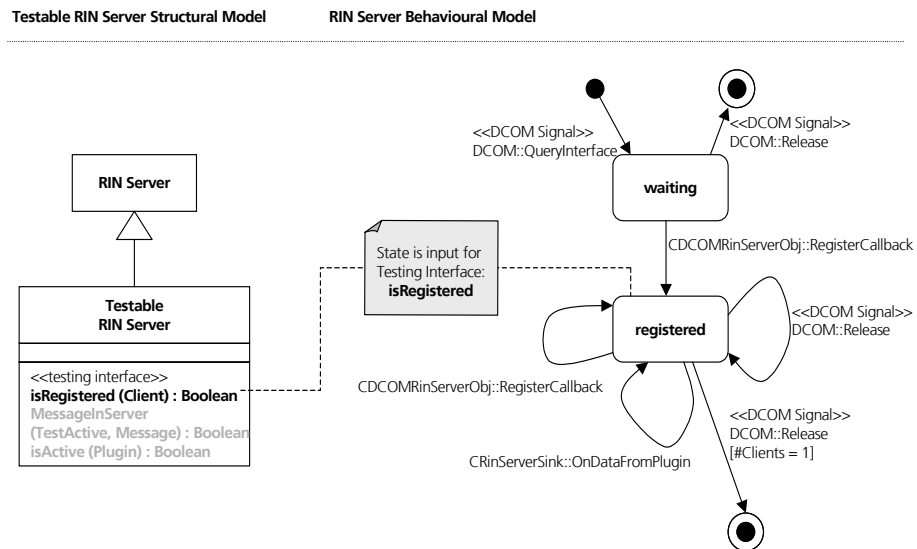 Testable RIN Server Structural Model
RIN Server Behavioural Model
<<DCOM Signal>>
DCOM::QueryInterface
<<DCOM Signal>>
DCOM::Release
RIN Server
waiting
State is input for
Testing Interface:
isRegistered
CDCOMRinServerObj::RegisterCallback
Testable
RIN Server
registered
<<DCOM Signal>>
DCOM::Release
<<testing interface>>
isRegistered (Client) : Boolean
MessageInServer
(TestActive, Message) : Boolean
isActive (Plugin) : Boolean
CDCOMRinServerObj::RegisterCallback
<<DCOM Signal>>
DCOM::Release
[#Clients = 1]
CRinServerSink::OnDataFromPlugin